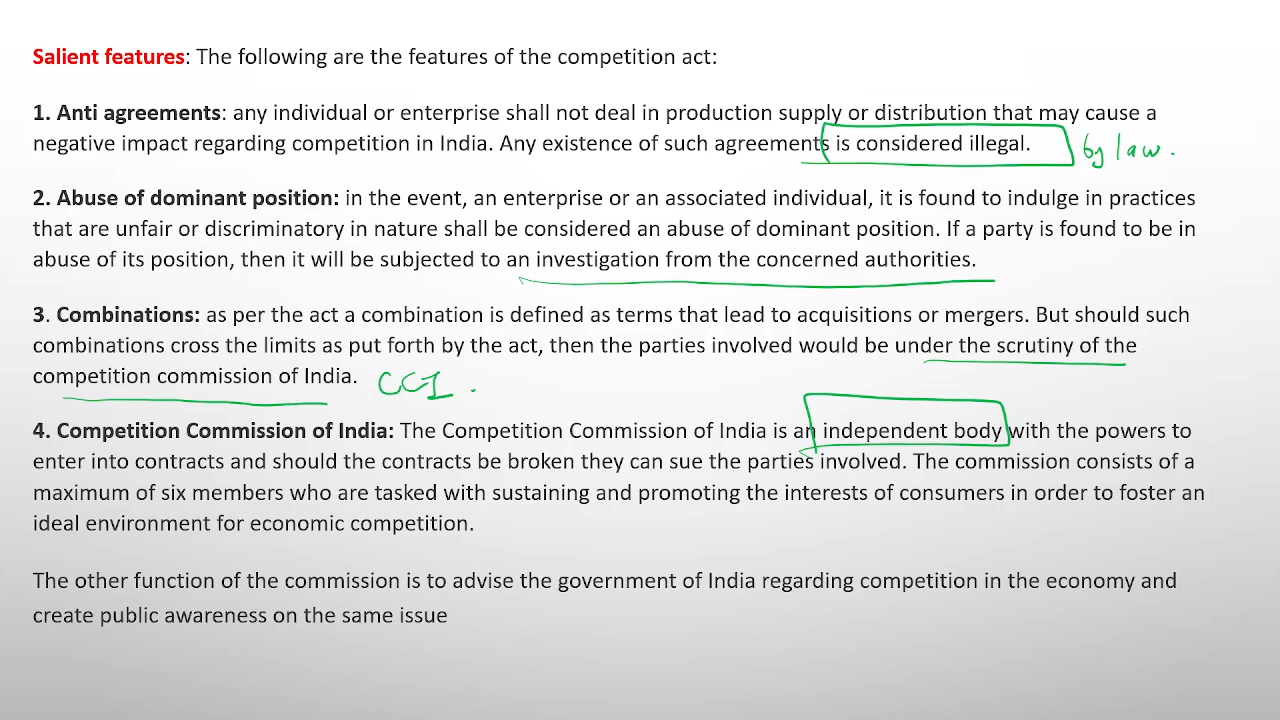 Salient features: The following are the features of the competition act:
1. Anti agreements: any individual or enterprise shall not deal in production supply or distribution that may cause a
negative impact regarding competition in India. Any existence of such agreements is considered illegal. by law.
2. Abuse of dominant position: in the event, an enterprise or an associated individual, it is found to indulge in practices
that are unfair or discriminatory in nature shall be considered an abuse of dominant position. If a party is found to be in
abuse of its position, then it will be subjected to an investigation from the concerned authorities.
3. Combinations: as per the act a combination is defined as terms that lead to acquisitions or mergers. But should such
combinations cross the limits as put forth by the act, then the parties involved would be under the scrutiny of the
competition commission of India. CCI.
4. Competition Commission of India: The Competition Commission of India is an independent body with the powers to
enter into contracts and should the contracts be broken they can sue the parties involved. The commission consists of a
maximum of six members who are tasked with sustaining and promoting the interests of consumers in order to foster an
ideal environment for economic competition.
The other function of the commission is to advise the government of India regarding competition in the economy and
create public awareness on the same issue